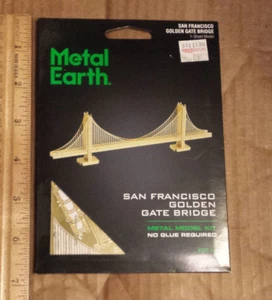 SAN FRANCISCO
GOLDEN GATE BRIDGE
Metal
Earth
SAN FRANCISCO
GOLDEN
GATE BRIDGE
METAL MODEL KIT
NO GLUE REQUIRED